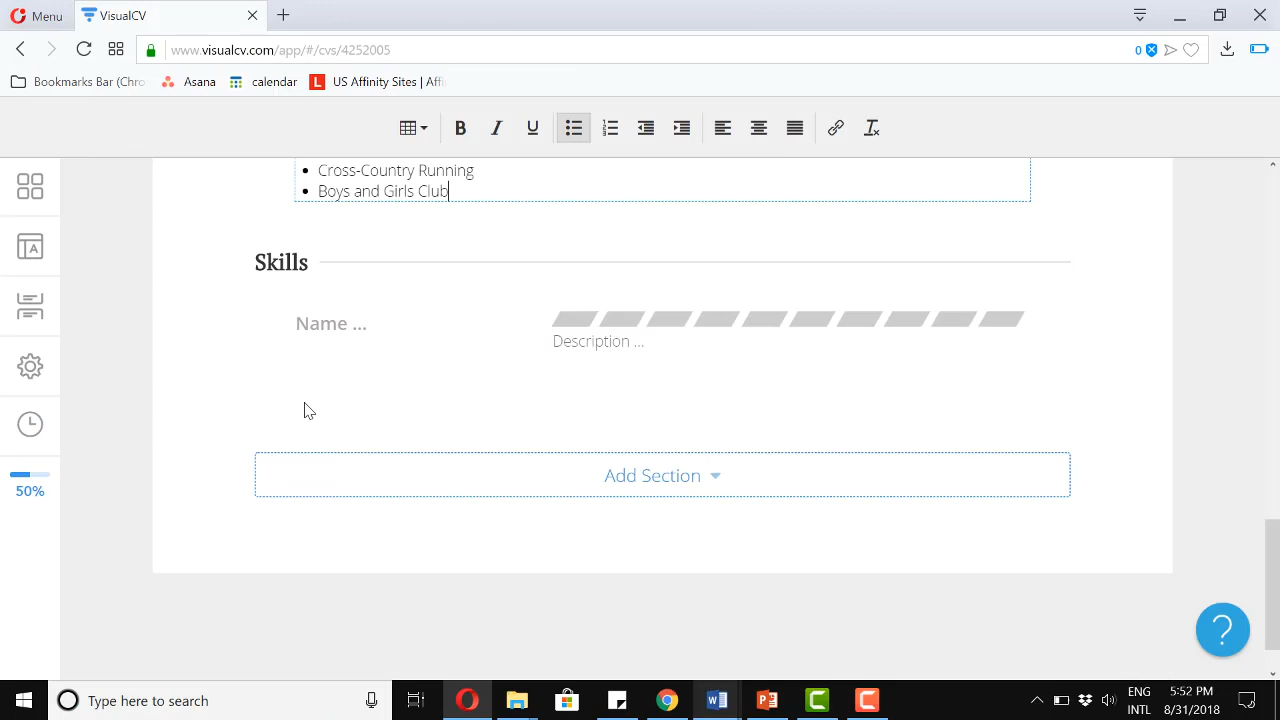 Menu
VisualCV
www.visualcv.com/app/#/cvs/4252005
0
Bookmarks Bar (Chro
Asana
calendar
US Affinity Sites | Affi
B I U
Cross-Country Running
Boys and Girls Club
Skills
Name ...
Description ...
Add Section
50%
?
Type here to search
ENG
INTL
5:52 PM
8/31/2018